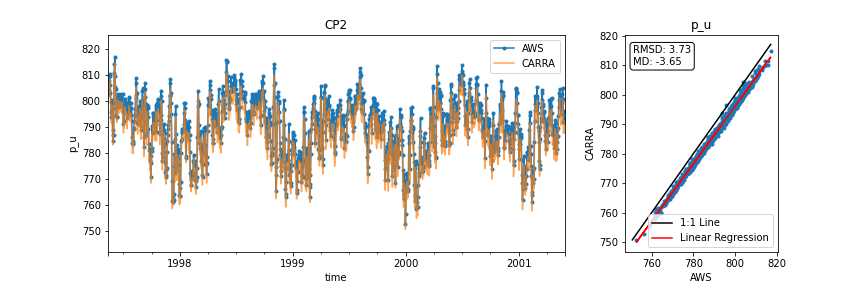 CP2
p_u
820
810
800
790
780
770
760
750
p_u
AWS
CARRA
1998
1999
2000
2001
time
p_u
820
810
800
790
780
770
760
750
CARRA
RMSD: 3.73
MD: -3.65
1:1 Line
Linear Regression
760
780
800
820
AWS